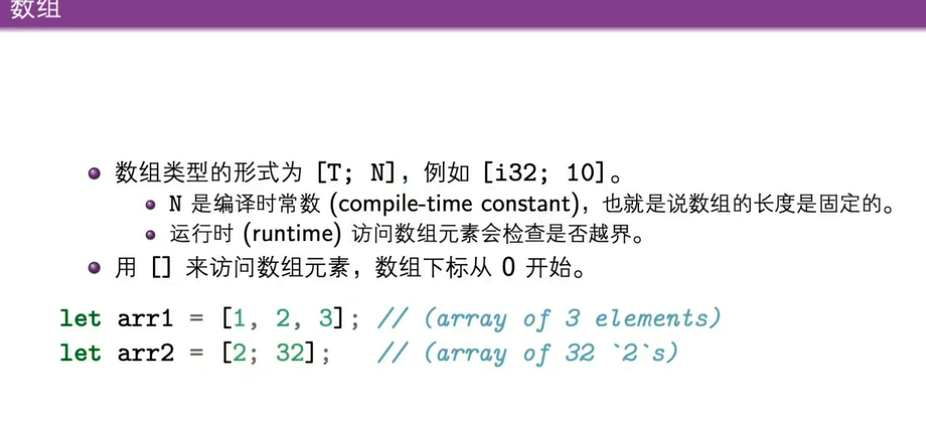 数组
数组类型的形式为 [T; N]，例如 [i32; 10]。
N 是编译时常数 (compile-time constant)，也就是说数组的长度是固定的。
运行时 (runtime) 访问数组元素会检查是否越界。
用 [] 来访问数组元素，数组下标从 0 开始。
let arr1 = [1, 2, 3]; // (array of 3 elements)
let arr2 = [2; 32];   // (array of 32 `2`s)